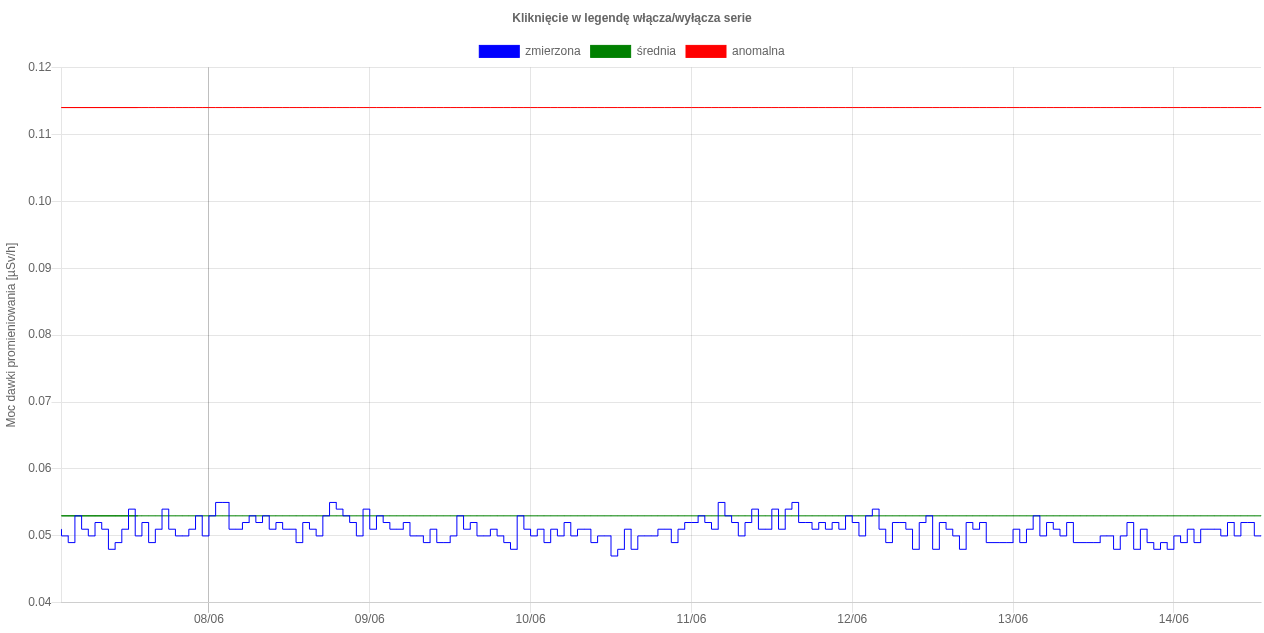 Kliknięcie w legendę włącza/wyłącza serie
zmierzona średnia anomalna
Moc dawki promieniowania [µSv/h]
0.12
0.11
0.10
0.09
0.08
0.07
0.06
0.05
0.04
08/06 09/06 10/06 11/06 12/06 13/06 14/06